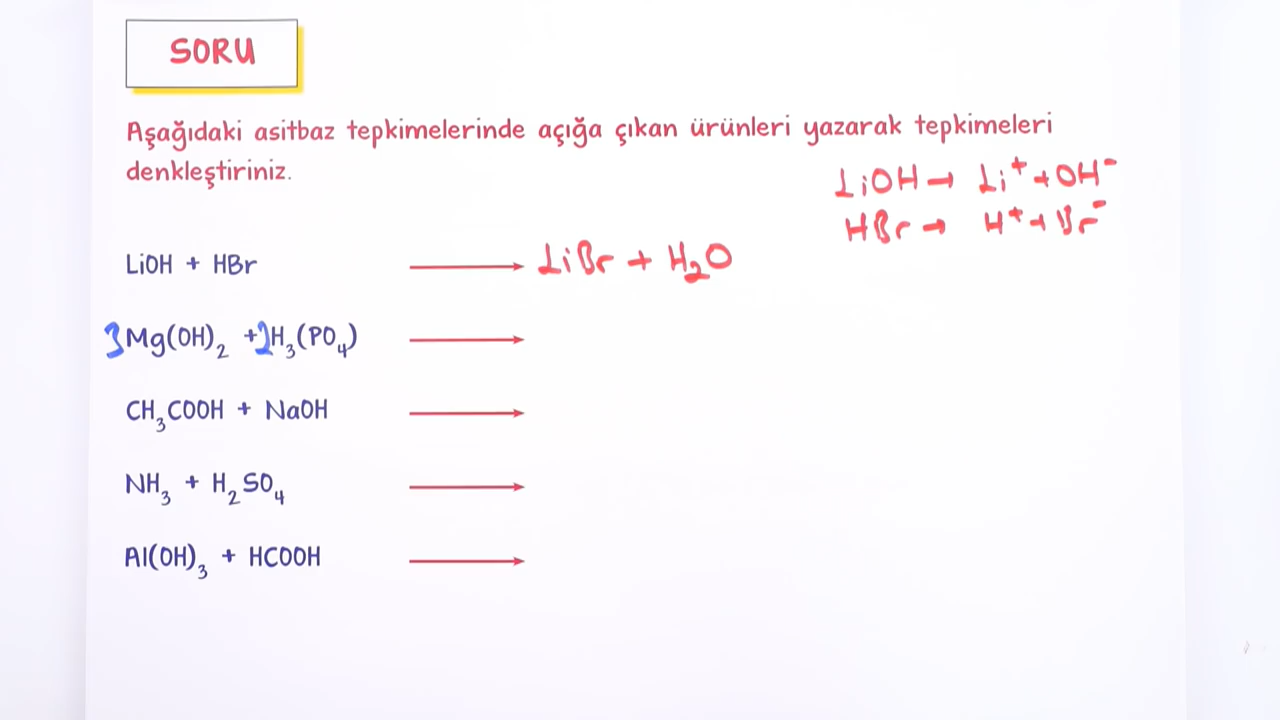 SORU
Aşağıdaki asitbaz tepkimelerinde açığa çıkan ürünleri yazarak tepkimeleri
denkleştiriniz.
LiOH → Li⁺ + OH⁻
HBr → H⁺ + Br⁻
LiOH + HBr → LiBr + H₂O
3Mg(OH)₂ + 2H₃(PO₄) →
CH₃COOH + NaOH →
NH₃ + H₂SO₄ →
Al(OH)₃ + HCOOH →